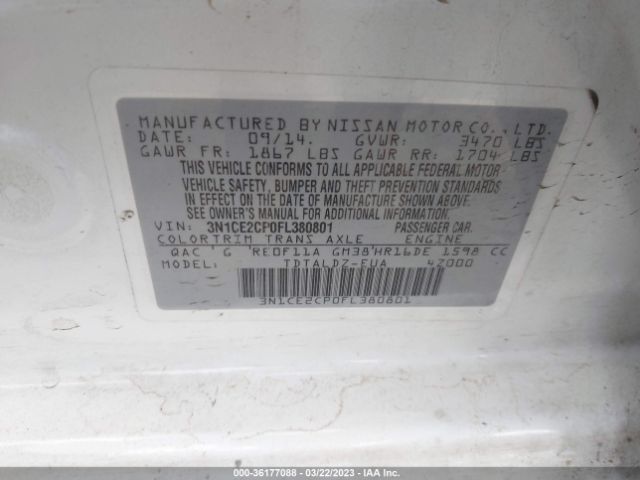 MANUFACTURED BY NISSAN MOTOR CO., LTD.
DATE: 09/14. GVWR: 3470 LBS
GAWR FR: 1867 LBS GAWR RR: 1704 LBS
THIS VEHICLE CONFORMS TO ALL APPLICABLE FEDERAL MOTOR
VEHICLE SAFETY, BUMPER AND THEFT PREVENTION STANDARDS
IN EFFECT ON THE DATE OF MANUFACTURE SHOWN ABOVE.
SEE OWNER'S MANUAL FOR ADDITIONAL INFORMATION.
VIN: 3N1CE2CP0FL380801 PASSENGER CAR.
COLOR TRIM TRANS AXLE ENGINE
QAC G RE0F11A GM38 HR16DE 1598 CC
MODEL: TDTALDZ-EUA 42000
3N1CE2CP0FL380801
000-36177088 - 03/22/2023 - IAA Inc.